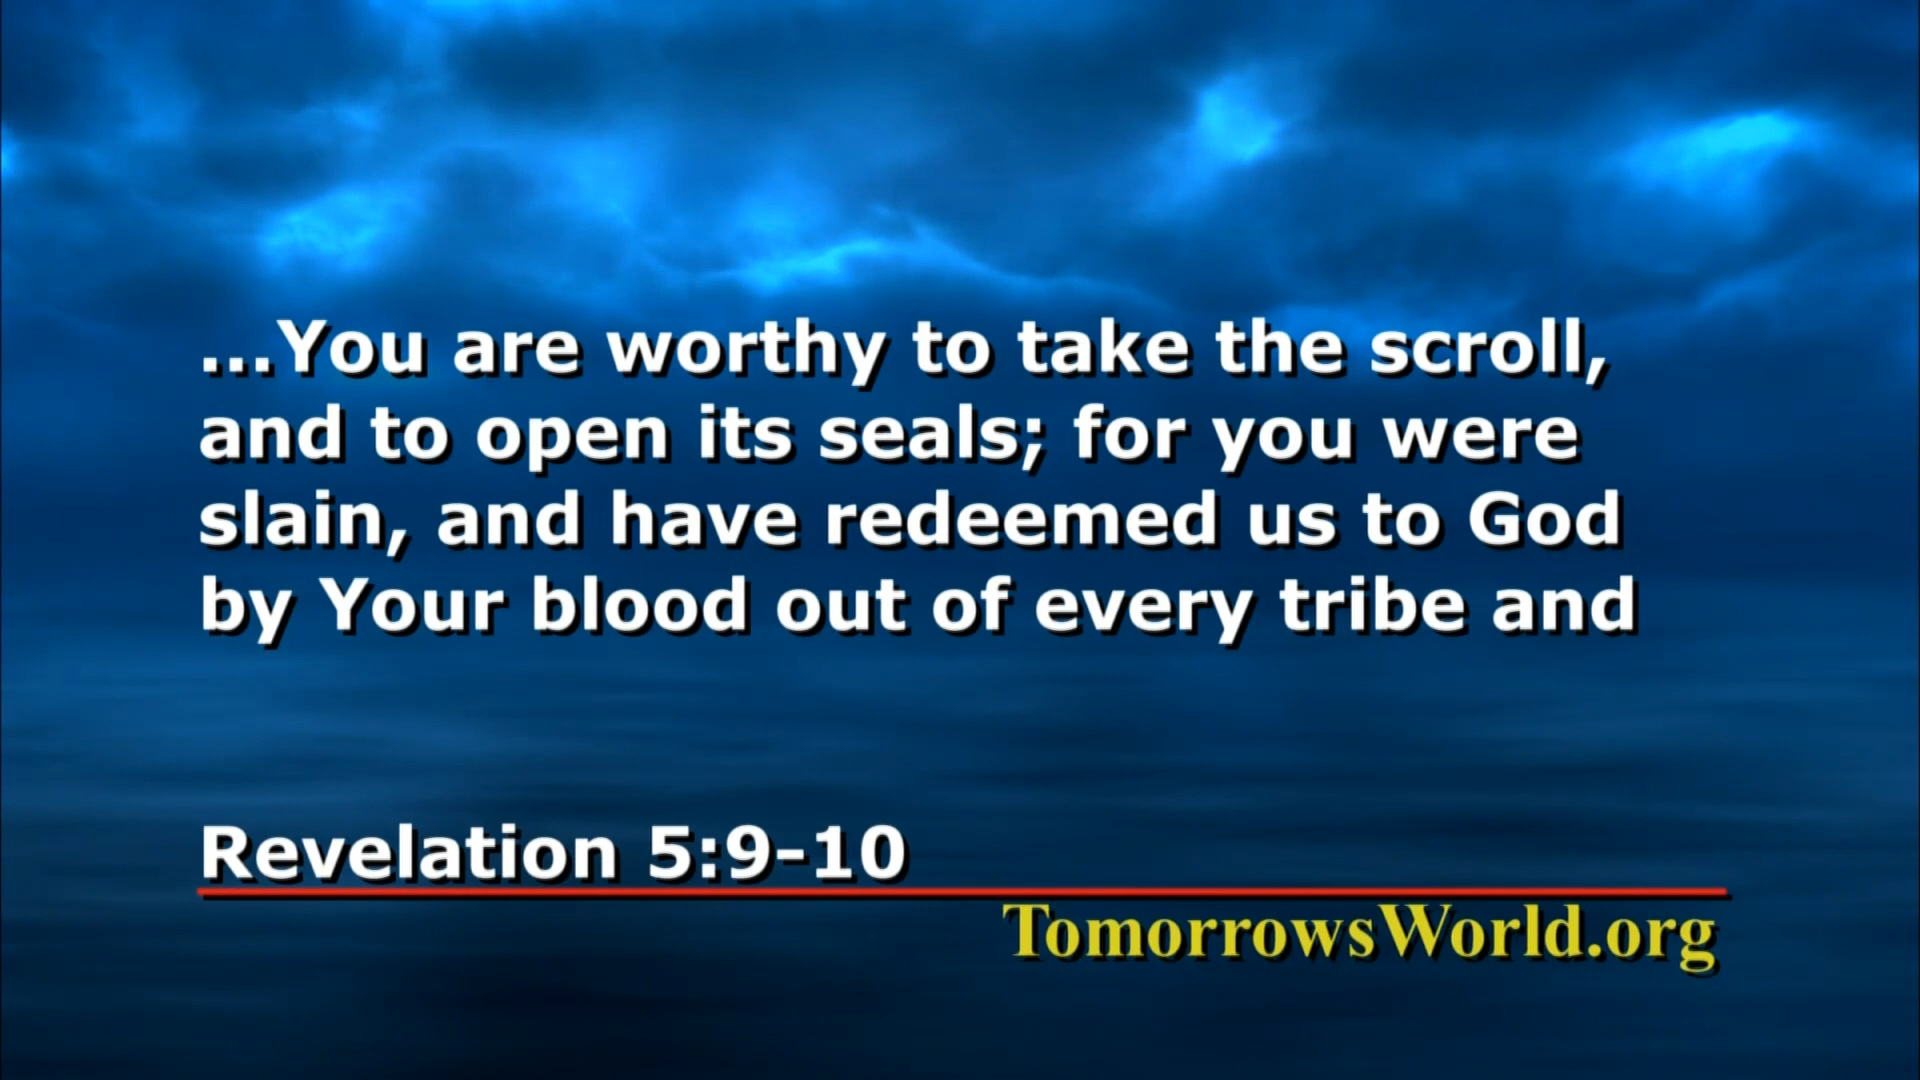 ...You are worthy to take the scroll,
and to open its seals; for you were
slain, and have redeemed us to God
by Your blood out of every tribe and
Revelation 5:9-10
TomorrowsWorld.org